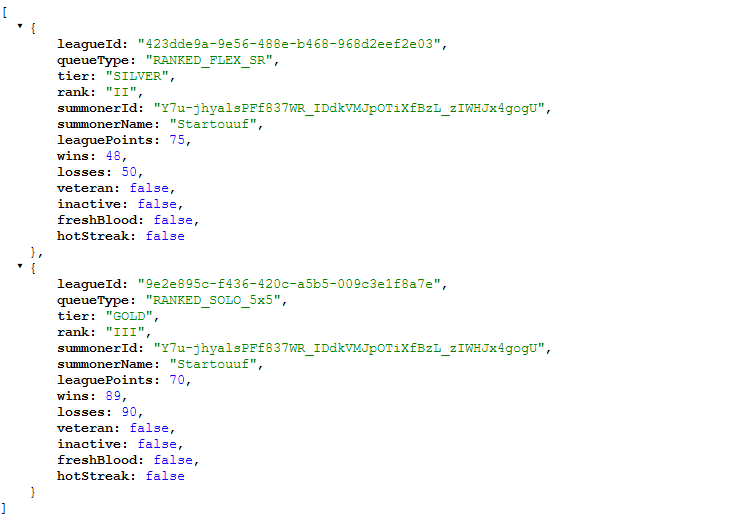 [
{
leagueId: "423dde9a-9e56-488e-b468-968d2eef2e03",
queueType: "RANKED_FLEX_SR",
tier: "SILVER",
rank: "II",
summonerId: "Y7u-jhyalsPFf837WR_IDdkVMJpOTiXfBzL_zIWHJx4gogU",
summonerName: "Startouuf",
leaguePoints: 75,
wins: 48,
losses: 50,
veteran: false,
inactive: false,
freshBlood: false,
hotStreak: false
},
{
leagueId: "9e2e895c-f436-420c-a5b5-009c3e1f8a7e",
queueType: "RANKED_SOLO_5x5",
tier: "GOLD",
rank: "III",
summonerId: "Y7u-jhyalsPFf837WR_IDdkVMJpOTiXfBzL_zIWHJx4gogU",
summonerName: "Startouuf",
leaguePoints: 70,
wins: 89,
losses: 90,
veteran: false,
inactive: false,
freshBlood: false,
hotStreak: false
}
]